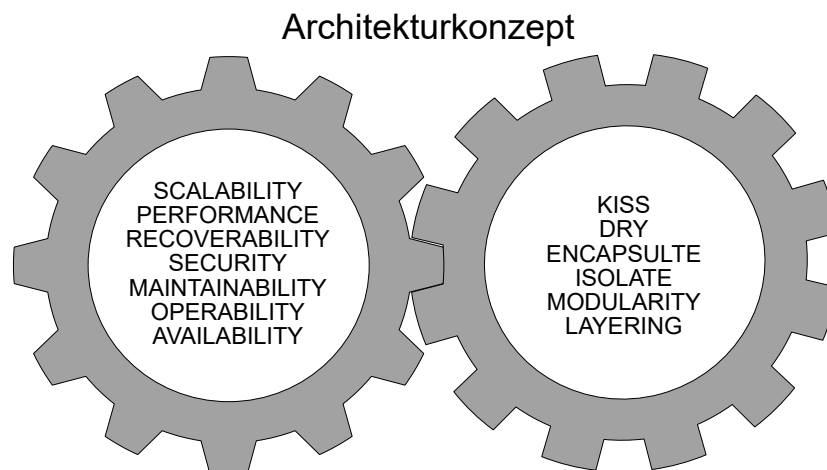 Architekturkonzept
SCALABILITY
PERFORMANCE
RECOVERABILITY
SECURITY
MAINTAINABILITY
OPERABILITY
AVAILABILITY
KISS
DRY
ENCAPSULTE
ISOLATE
MODULARITY
LAYERING